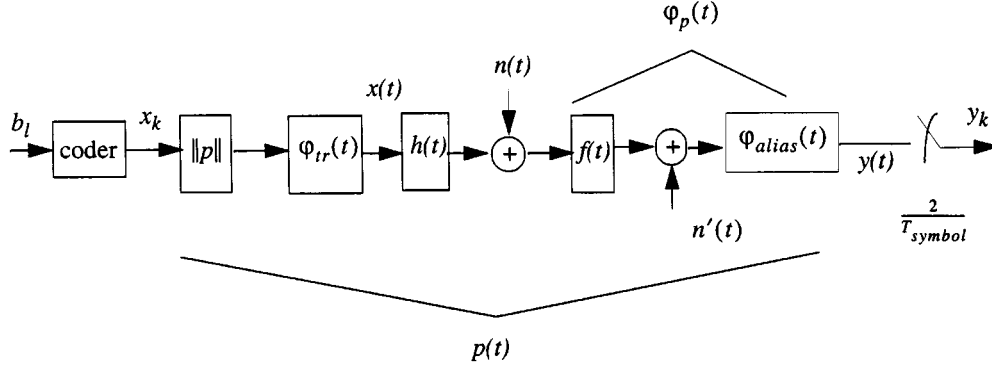 φ_p(t)
n(t)
x(t)
b_l
coder
x_k
||p||
φ_tr(t)
h(t)
+
f(t)
+
φ_alias(t)
y(t)
y_k
n′(t)
2
T_symbol
p(t)